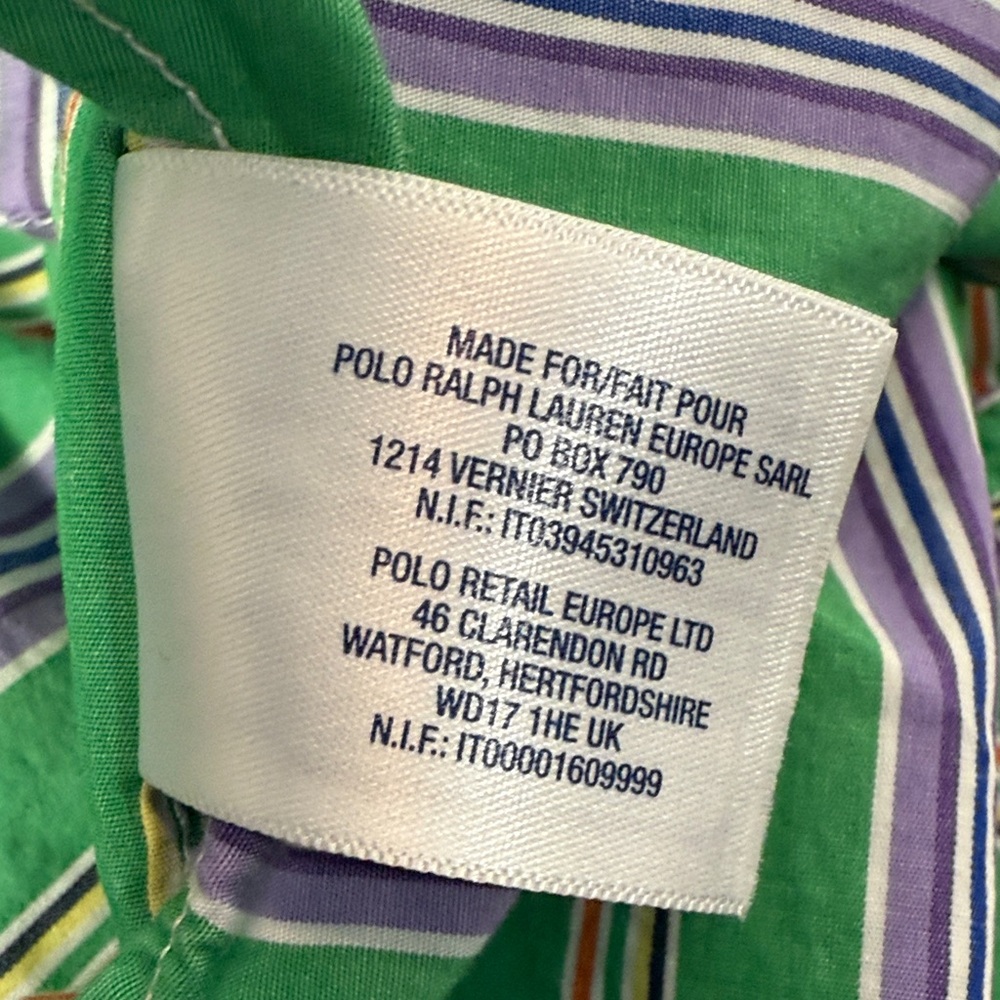 MADE FOR/FAIT POUR
POLO RALPH LAUREN EUROPE SARL
PO BOX 790
1214 VERNIER SWITZERLAND
N.I.F.: IT03945310963
POLO RETAIL EUROPE LTD
46 CLARENDON RD
WATFORD, HERTFORDSHIRE
WD17 1HE UK
N.I.F.: IT00001609999